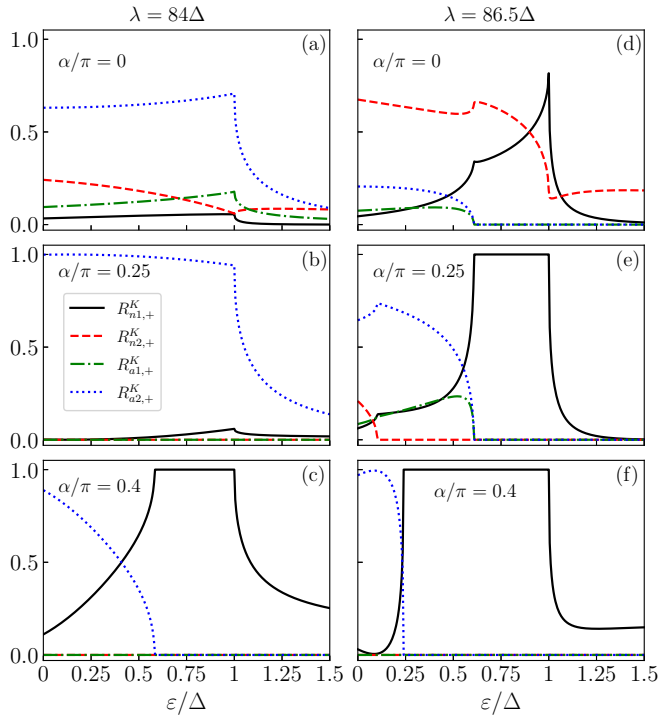 λ = 84Δ
λ = 86.5Δ
1.0
0.5
0.0
α/π = 0
(a)
α/π = 0
(d)
1.0
0.5
0.0
α/π = 0.25
(b)
R^K_{n1,+}
R^K_{n2,+}
R^K_{a1,+}
R^K_{a2,+}
α/π = 0.25
(e)
1.0
0.5
0.0
α/π = 0.4
(c)
α/π = 0.4
(f)
0 0.25 0.5 0.75 1 1.25 1.5
0 0.25 0.5 0.75 1 1.25 1.5
ε/Δ
ε/Δ